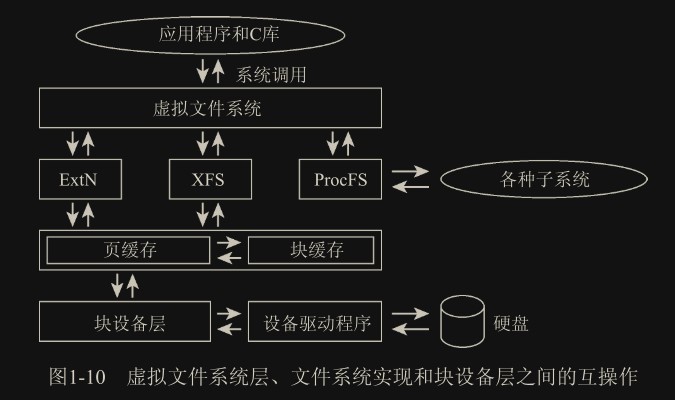 应用程序和C库
系统调用
虚拟文件系统
ExtN
XFS
ProcFS
各种子系统
页缓存
块缓存
块设备层
设备驱动程序
硬盘
图1-10 虚拟文件系统层、文件系统实现和块设备层之间的互操作